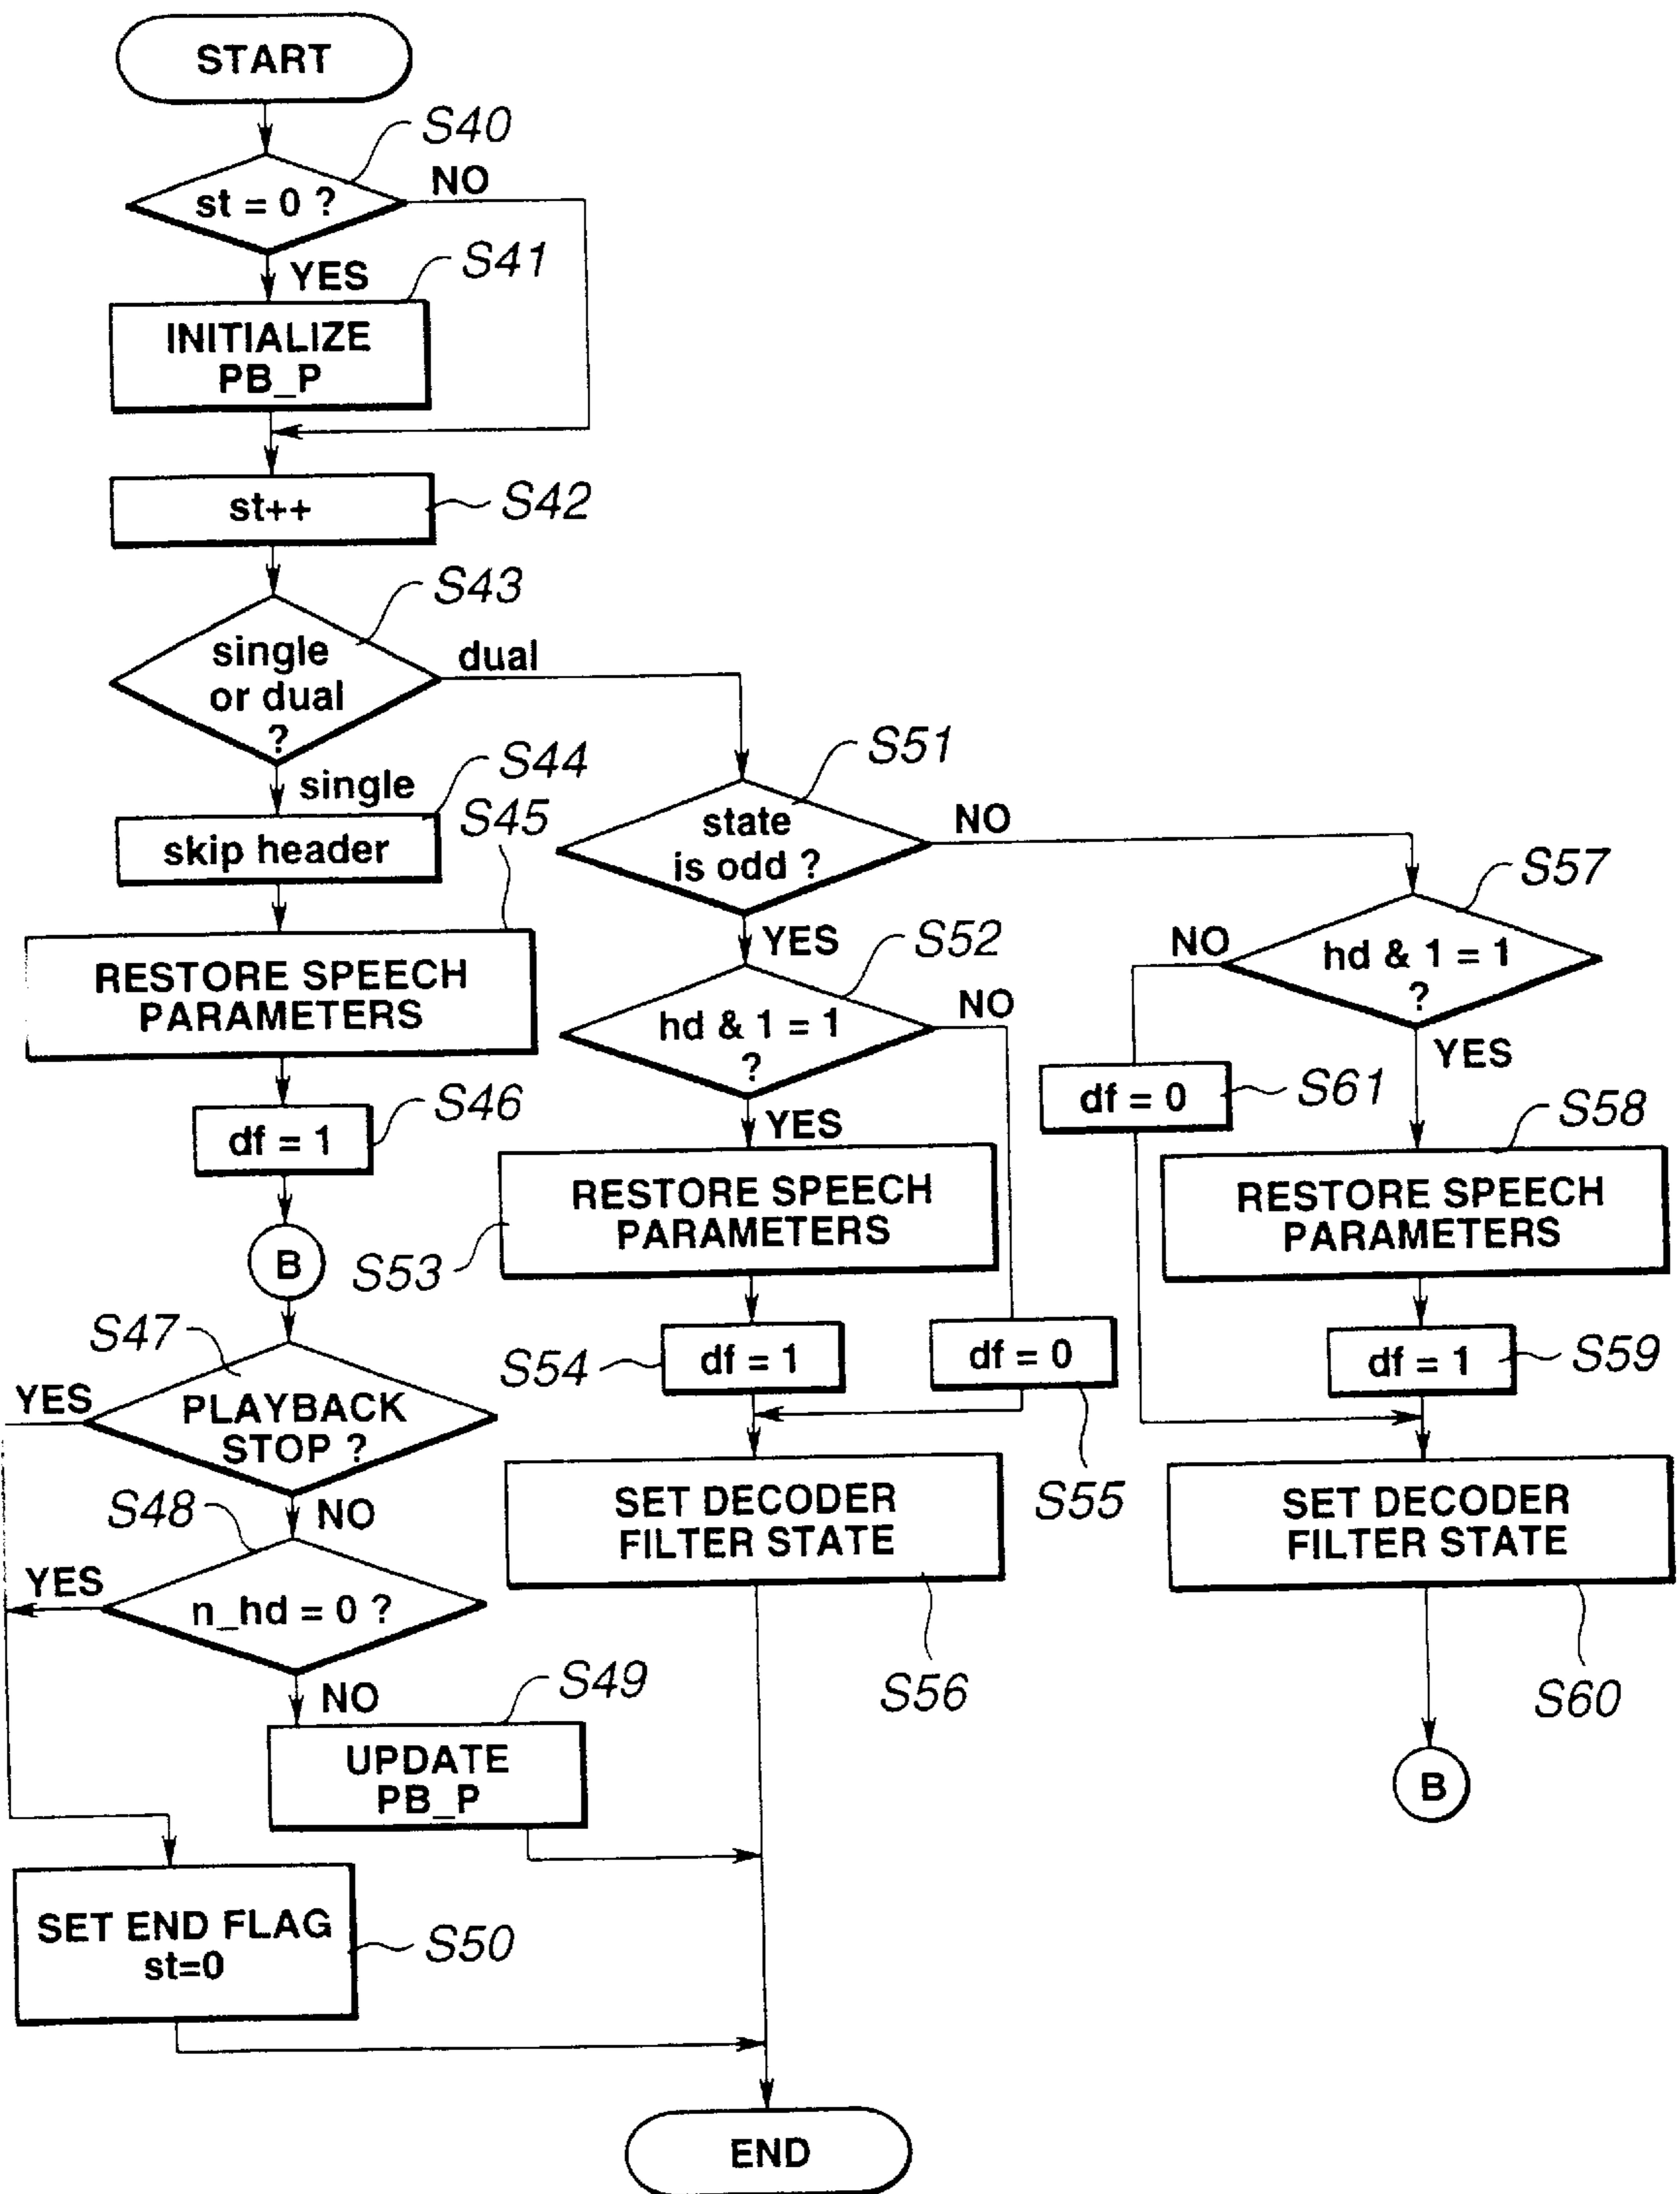 START
S40
st = 0 ?
NO
YES
S41
INITIALIZE
PB_P
st++
S42
S43
single
or dual
?
dual
single
S44
skip header
S45
RESTORE SPEECH
PARAMETERS
df = 1
S46
B
S47
YES
PLAYBACK
STOP ?
NO
S48
YES
n_hd = 0 ?
NO
S49
UPDATE
PB_P
SET END FLAG
st=0
S50
S51
state
is odd ?
NO
YES
S52
hd & 1 = 1
?
NO
YES
RESTORE SPEECH
PARAMETERS
S53
S54
df = 1
df = 0
S55
SET DECODER
FILTER STATE
S56
S57
NO
hd & 1 = 1
?
YES
df = 0
S61
S58
RESTORE SPEECH
PARAMETERS
df = 1
S59
SET DECODER
FILTER STATE
S60
B
END